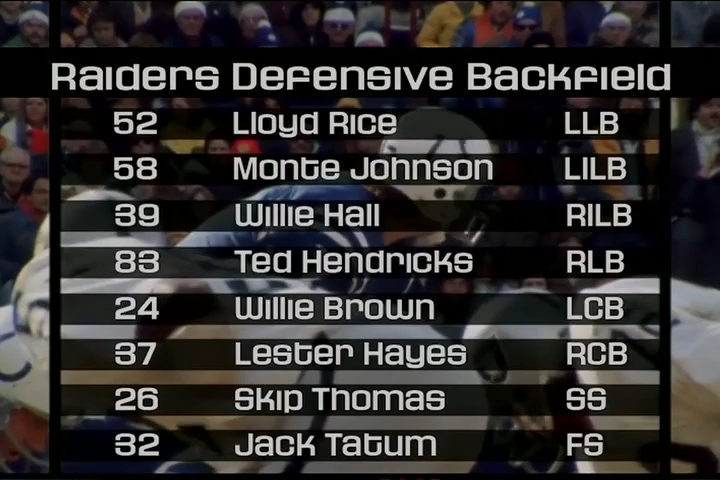 Raiders Defensive Backfield
52 Lloyd Rice LLB
58 Monte Johnson LILB
39 Willie Hall RILB
83 Ted Hendricks RLB
24 Willie Brown LCB
37 Lester Hayes RCB
26 Skip Thomas SS
32 Jack Tatum FS